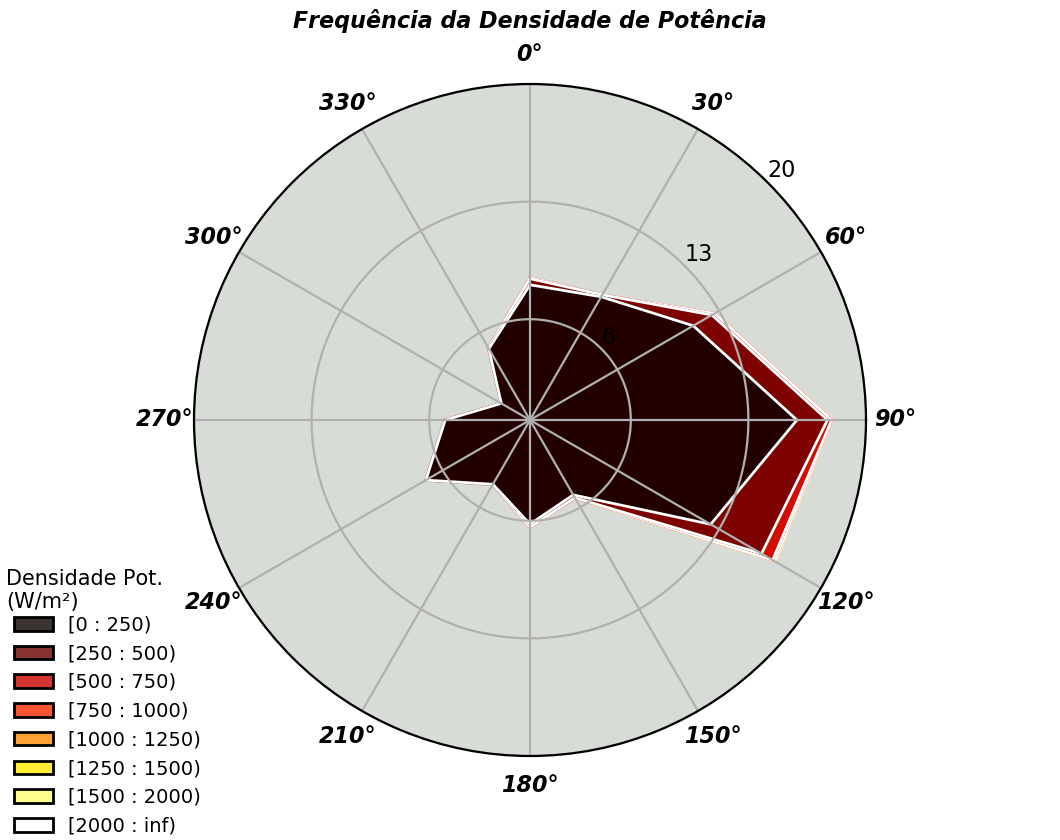 Frequência da Densidade de Potência
0°
330°
30°
20
300°
60°
13
6
270°
90°
240°
120°
210°
150°
180°
Densidade Pot.
(W/m²)
[0 : 250)
[250 : 500)
[500 : 750)
[750 : 1000)
[1000 : 1250)
[1250 : 1500)
[1500 : 2000)
[2000 : inf)